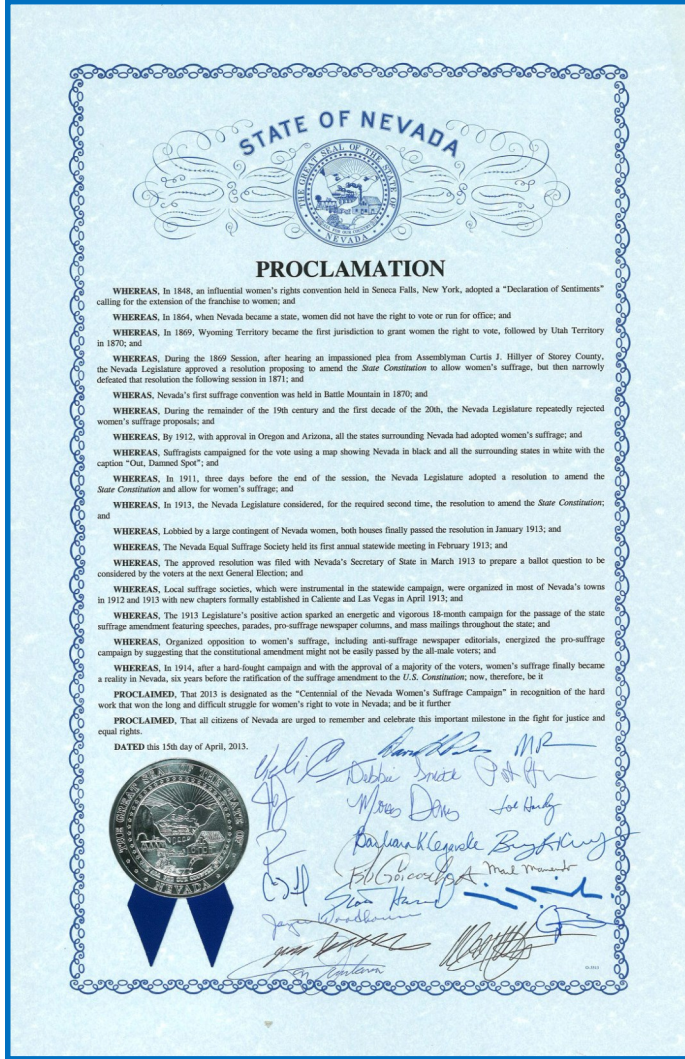 STATE OF NEVADA
THE GREAT SEAL OF THE STATE OF
NEVADA
PROCLAMATION
WHEREAS, In 1848, an influential women's rights convention held in Seneca Falls, New York, adopted a “Declaration of Sentiments”
calling for the extension of the franchise to women; and
WHEREAS, In 1864, when Nevada became a state, women did not have the right to vote or run for office; and
WHEREAS, In 1869, Wyoming Territory became the first jurisdiction to grant women the right to vote, followed by Utah Territory
in 1870; and
WHEREAS, During the 1869 Session, after hearing an impassioned plea from Assemblyman Curtis J. Hillyer of Storey County,
the Nevada Legislature approved a resolution proposing to amend the State Constitution to allow women's suffrage, but then narrowly
defeated that resolution the following session in 1871; and
WHERAS, Nevada's first suffrage convention was held in Battle Mountain in 1870; and
WHEREAS, During the remainder of the 19th century and the first decade of the 20th, the Nevada Legislature repeatedly rejected
women's suffrage proposals; and
WHEREAS, By 1912, with approval in Oregon and Arizona, all the states surrounding Nevada had adopted women's suffrage; and
WHEREAS, Suffragists campaigned for the vote using a map showing Nevada in black and all the surrounding states in white with the
caption “Out, Damned Spot”; and
WHEREAS, In 1911, three days before the end of the session, the Nevada Legislature adopted a resolution to amend the
State Constitution and allow for women's suffrage; and
WHEREAS, In 1913, the Nevada Legislature considered, for the required second time, the resolution to amend the State Constitution;
and
WHEREAS, Lobbied by a large contingent of Nevada women, both houses finally passed the resolution in January 1913; and
WHEREAS, The Nevada Equal Suffrage Society held its first annual statewide meeting in February 1913; and
WHEREAS, The approved resolution was filed with Nevada's Secretary of State in March 1913 to prepare a ballot question to be
considered by the voters at the next General Election; and
WHEREAS, Local suffrage societies, which were instrumental in the statewide campaign, were organized in most of Nevada's towns
in 1912 and 1913 with new chapters formally established in Caliente and Las Vegas in April 1913; and
WHEREAS, The 1913 Legislature's positive action sparked an energetic and vigorous 18-month campaign for the passage of the state
suffrage amendment featuring speeches, parades, pro-suffrage newspaper columns, and mass mailings throughout the state; and
WHEREAS, Organized opposition to women's suffrage, including anti-suffrage newspaper editorials, energized the pro-suffrage
campaign by suggesting that the constitutional amendment might not be easily passed by the all-male voters; and
WHEREAS, In 1914, after a hard-fought campaign and with the approval of a majority of the voters, women's suffrage finally became
a reality in Nevada, six years before the ratification of the suffrage amendment to the U.S. Constitution; now, therefore, be it
PROCLAIMED, That 2013 is designated as the “Centennial of the Nevada Women's Suffrage Campaign” in recognition of the hard
work that won the long and difficult struggle for women's right to vote in Nevada; and be it further
PROCLAIMED, That all citizens of Nevada are urged to remember and celebrate this important milestone in the fight for justice and
equal rights.
DATED this 15th day of April, 2013.
Debbie Smith
Moses Denis Joe Hardy
Barbara K Cegavske
Mark Manendo
THE GREAT SEAL OF THE STATE OF
NEVADA